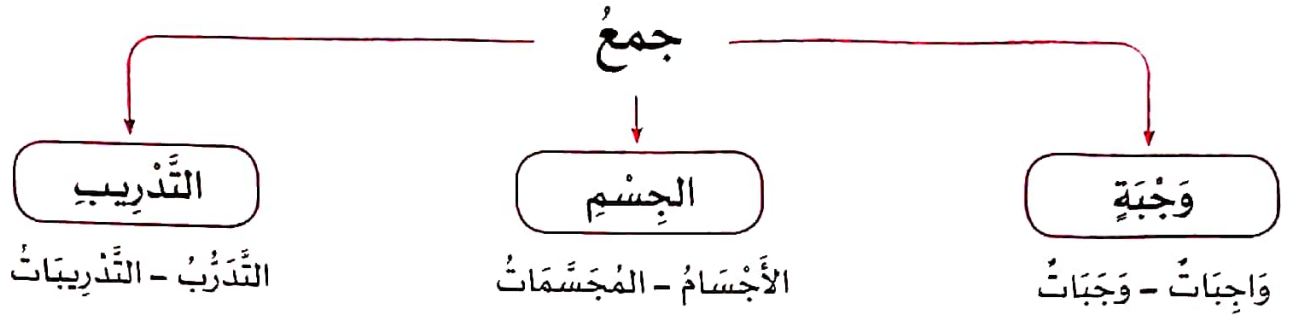 جمعُ
وَجْبَةٍ
الجِسْمِ
التَّدْرِيبِ
وَاجِبَاتٌ – وَجَبَاتٌ
الأَجْسَامُ – المُجَسَّمَاتُ
التَّدَرُّبُ – التَّدْرِيبَاتُ